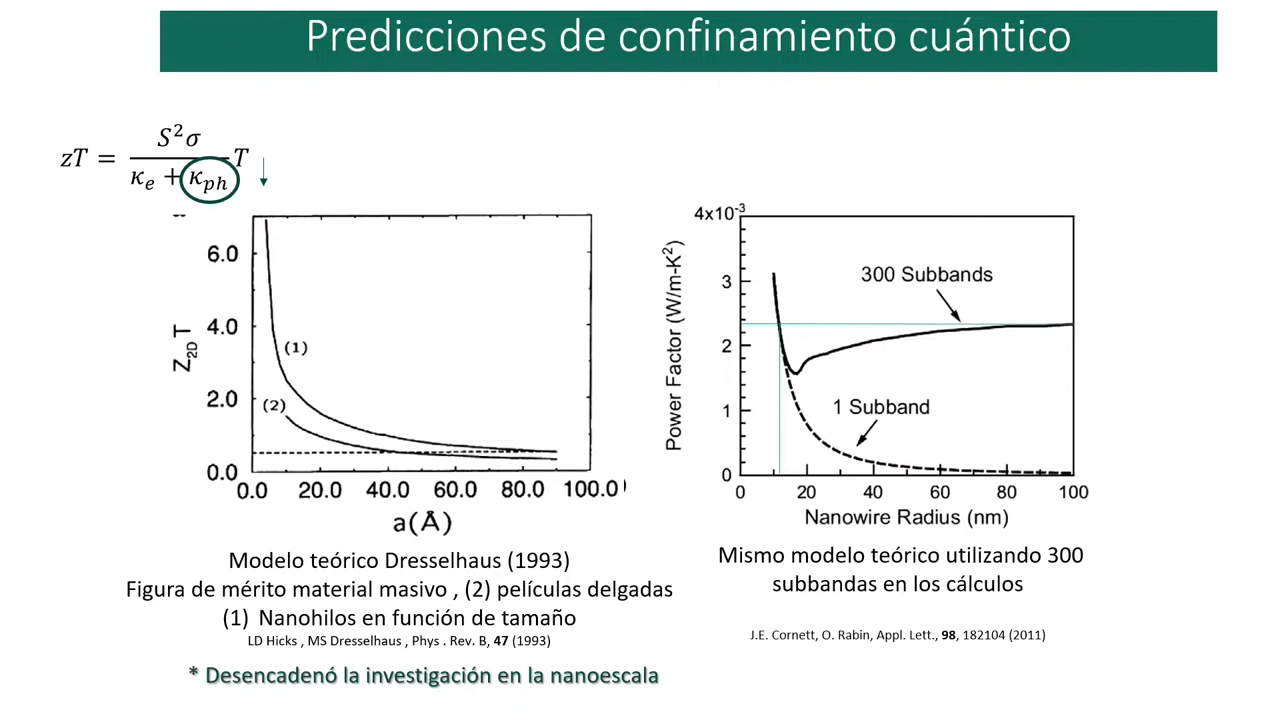 Predicciones de confinamiento cuántico
zT = S²σ / (κe + κph) T ↓
6.0
4.0
2.0
0.0
Z2D T
(1)
(2)
0.0 20.0 40.0 60.0 80.0 100.0
a(Å)
4x10⁻³
3
2
1
0
Power Factor (W/m-K²)
300 Subbands
1 Subband
0 20 40 60 80 100
Nanowire Radius (nm)
Modelo teórico Dresselhaus (1993)
Figura de mérito material masivo , (2) películas delgadas
(1) Nanohilos en función de tamaño
LD Hicks , MS Dresselhaus , Phys . Rev. B, 47 (1993)
Mismo modelo teórico utilizando 300
subbandas en los cálculos
J.E. Cornett, O. Rabin, Appl. Lett., 98, 182104 (2011)
* Desencadenó la investigación en la nanoescala